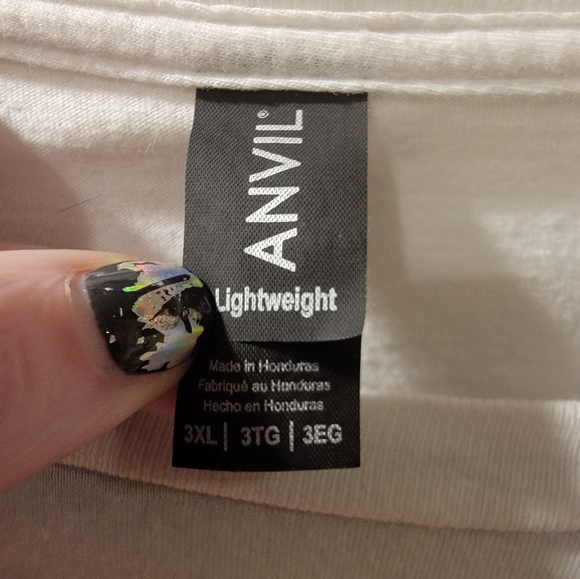 ANVIL®
Lightweight
Made in Honduras
Fabriqué au Honduras
Hecho en Honduras
3XL | 3TG | 3EG